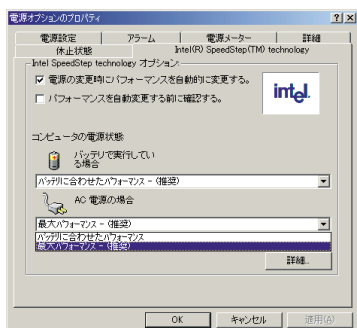 電源オプションのプロパティ
電源設定
アラーム
電源メーター
詳細
休止状態
Intel(R) SpeedStep(TM) technology
Intel SpeedStep technology オプション:
電源の変更時にパフォーマンスを自動的に変更する。
パフォーマンスを自動変更する前に確認する。
intel.
コンピュータの電源状態:
バッテリで実行してい
る場合
バッテリに合わせたパフォーマンス - (推奨)
AC 電源の場合
最大パフォーマンス - (推奨)
バッテリに合わせたパフォーマンス
最大パフォーマンス - (推奨)
詳細...
OK
キャンセル
適用(A)